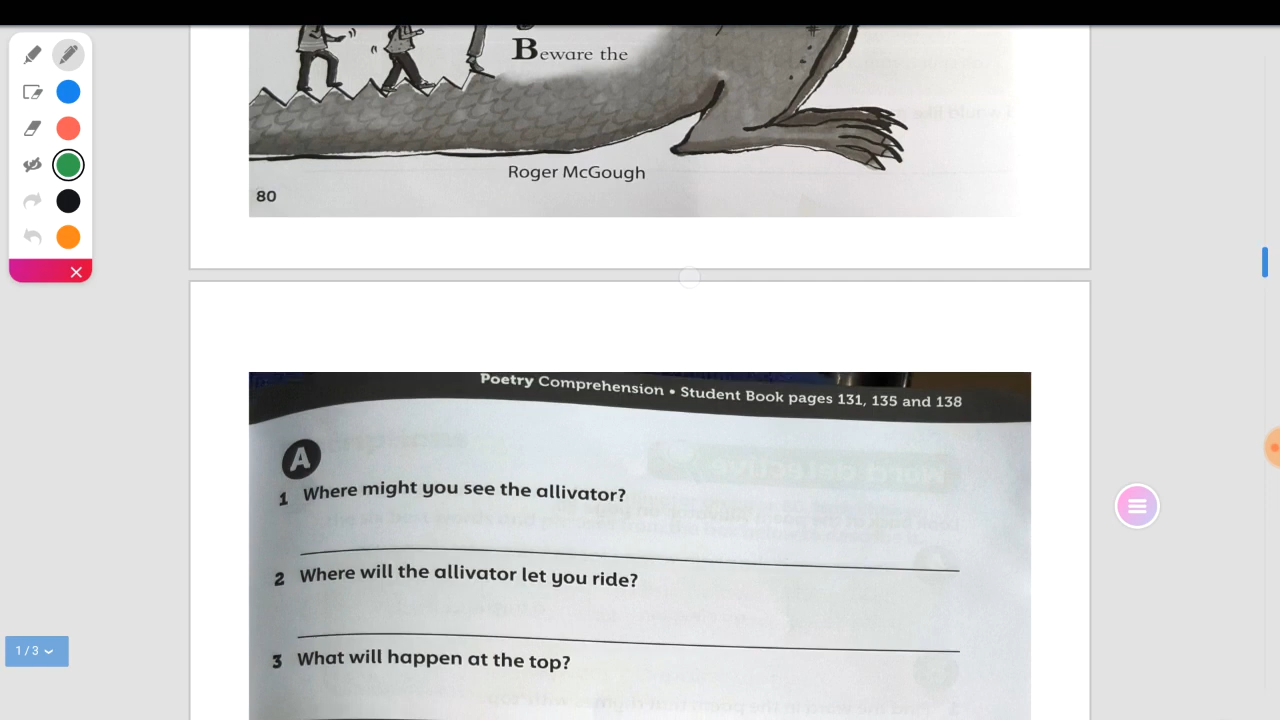 Beware the
Roger McGough
80
Poetry Comprehension • Student Book pages 131, 135 and 138
A
1 Where might you see the allivator?
2 Where will the allivator let you ride?
3 What will happen at the top?
1 / 3